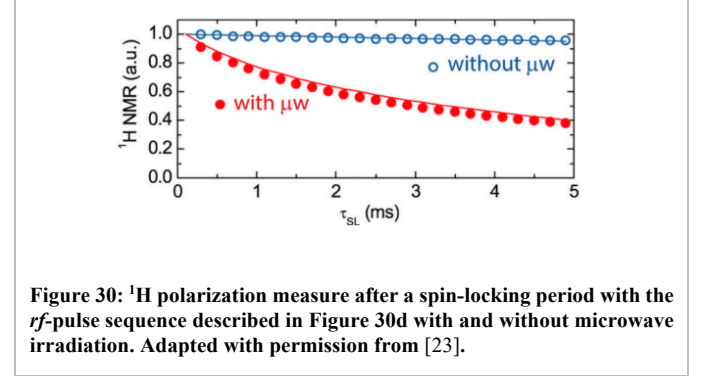 1.0
0.8
0.6
0.4
0.2
0.0
¹H NMR (a.u.)
without μw
with μw
0 1 2 3 4 5
τSL (ms)
Figure 30: ¹H polarization measure after a spin-locking period with the
rf-pulse sequence described in Figure 30d with and without microwave
irradiation. Adapted with permission from [23].